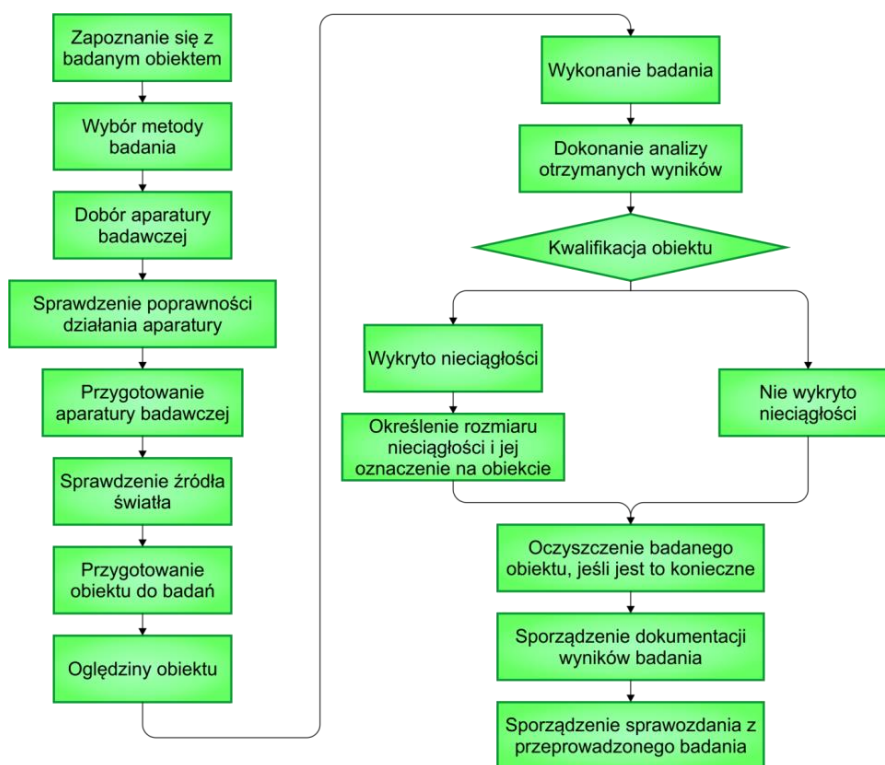 Zapoznanie się z
badanym obiektem
Wybór metody
badania
Dobór aparatury
badawczej
Sprawdzenie poprawności
działania aparatury
Przygotowanie
aparatury badawczej
Sprawdzenie źródła
światła
Przygotowanie
obiektu do badań
Oględziny obiektu
Wykonanie badania
Dokonanie analizy
otrzymanych wyników
Kwalifikacja obiektu
Wykryto nieciągłości
Określenie rozmiaru
nieciągłości i jej
oznaczenie na obiekcie
Nie wykryto
nieciągłości
Oczyszczenie badanego
obiektu, jeśli jest to konieczne
Sporządzenie dokumentacji
wyników badania
Sporządzenie sprawozdania z
przeprowadzonego badania